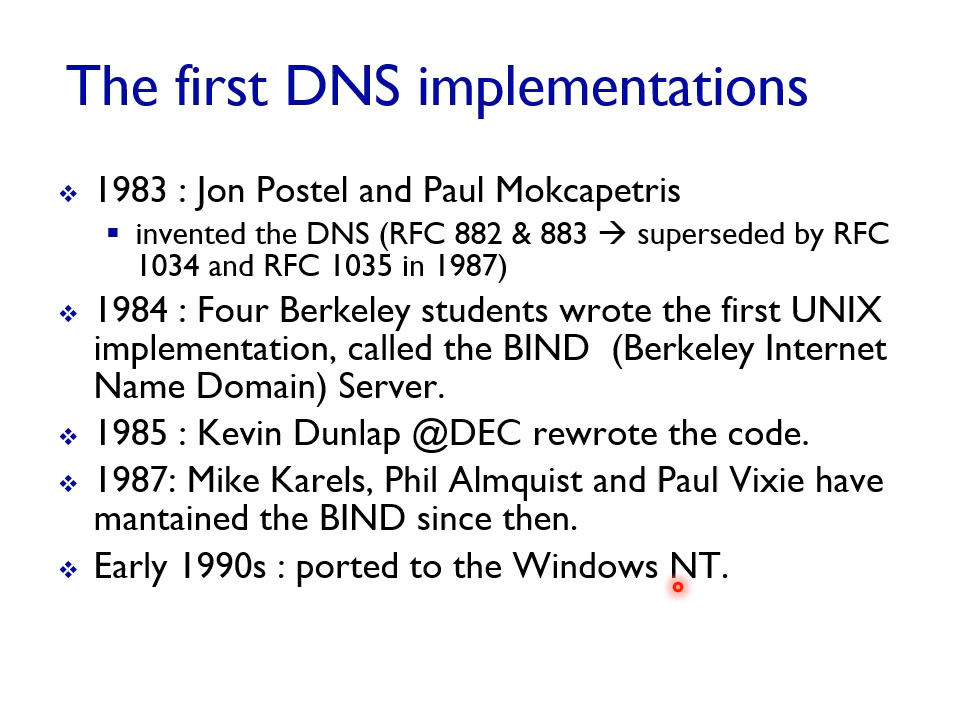 The first DNS implementations
1983 : Jon Postel and Paul Mokcapetris
invented the DNS (RFC 882 & 883 → superseded by RFC
1034 and RFC 1035 in 1987)
1984 : Four Berkeley students wrote the first UNIX
implementation, called the BIND (Berkeley Internet
Name Domain) Server.
1985 : Kevin Dunlap @DEC rewrote the code.
1987: Mike Karels, Phil Almquist and Paul Vixie have
mantained the BIND since then.
Early 1990s : ported to the Windows NT.